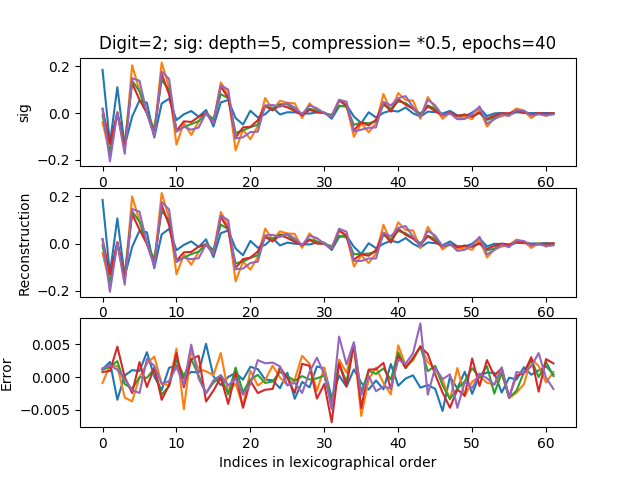 Digit=2; sig: depth=5, compression= *0.5, epochs=40
0.2
0.0
−0.2
sig
0 10 20 30 40 50 60
0.2
0.0
−0.2
Reconstruction
0 10 20 30 40 50 60
0.005
0.000
−0.005
Error
0 10 20 30 40 50 60
Indices in lexicographical order